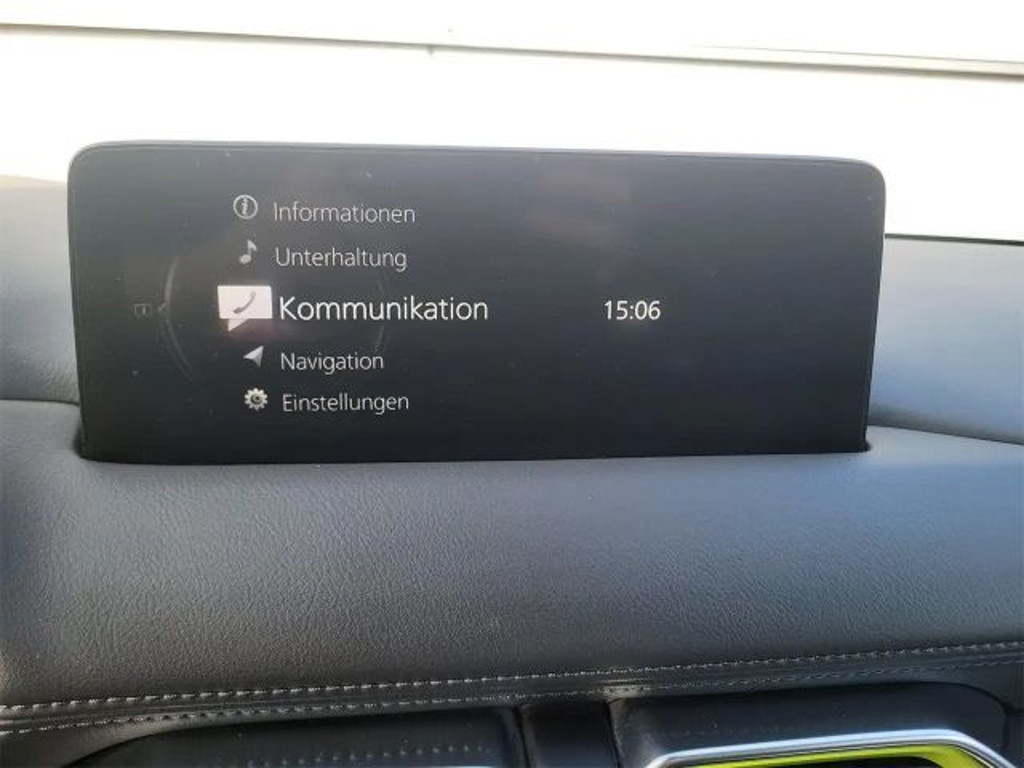 Informationen
Unterhaltung
Kommunikation 15:06
Navigation
Einstellungen